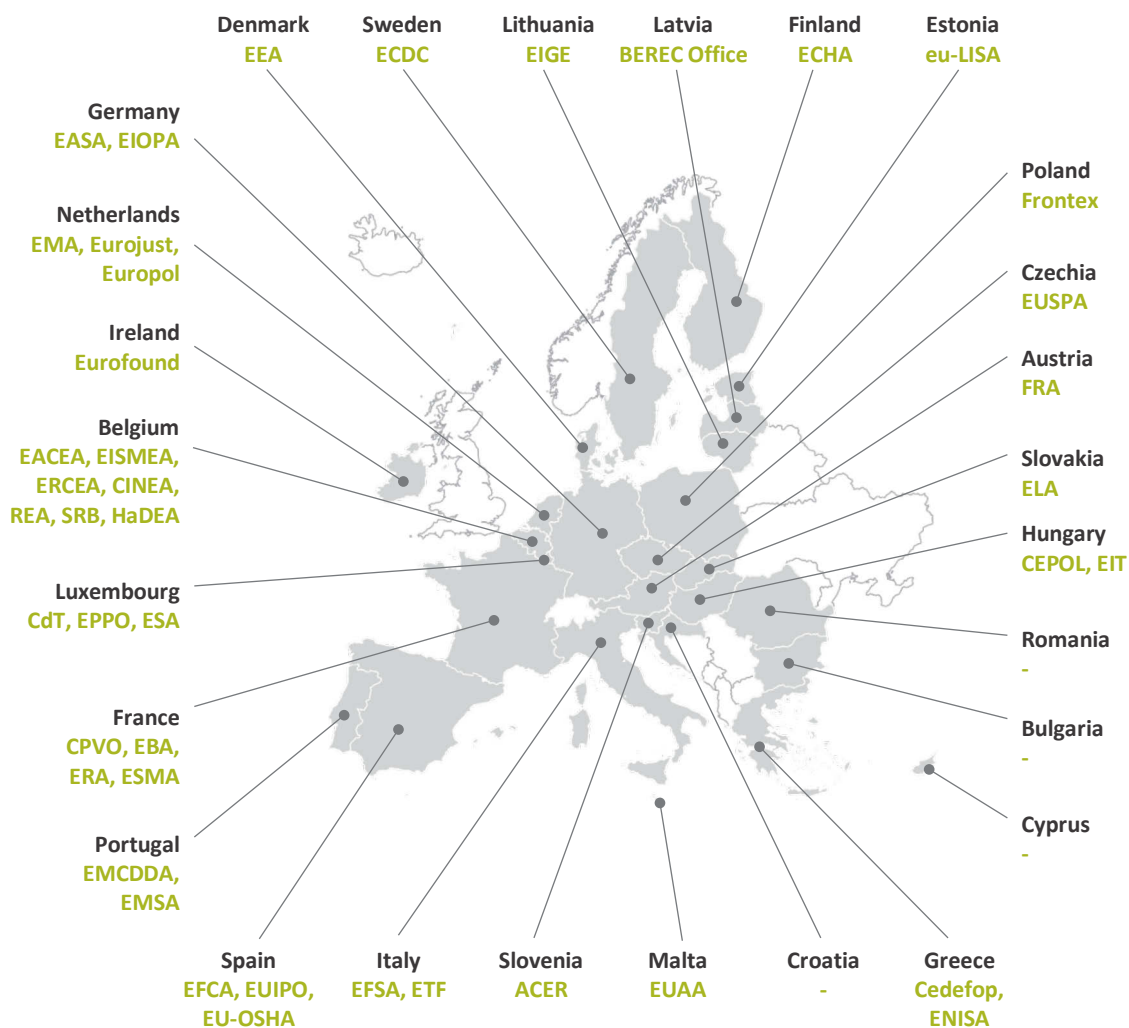 Denmark
EEA
Sweden
ECDC
Lithuania
EIGE
Latvia
BEREC Office
Finland
ECHA
Estonia
eu-LISA
Germany
EASA, EIOPA
Netherlands
EMA, Eurojust,
Europol
Ireland
Eurofound
Belgium
EACEA, EISMEA,
ERCEA, CINEA,
REA, SRB, HaDEA
Luxembourg
CdT, EPPO, ESA
France
CPVO, EBA,
ERA, ESMA
Portugal
EMCDDA,
EMSA
Poland
Frontex
Czechia
EUSPA
Austria
FRA
Slovakia
ELA
Hungary
CEPOL, EIT
Romania
-
Bulgaria
-
Cyprus
-
Spain
EFCA, EUIPO,
EU-OSHA
Italy
EFSA, ETF
Slovenia
ACER
Malta
EUAA
Croatia
-
Greece
Cedefop,
ENISA